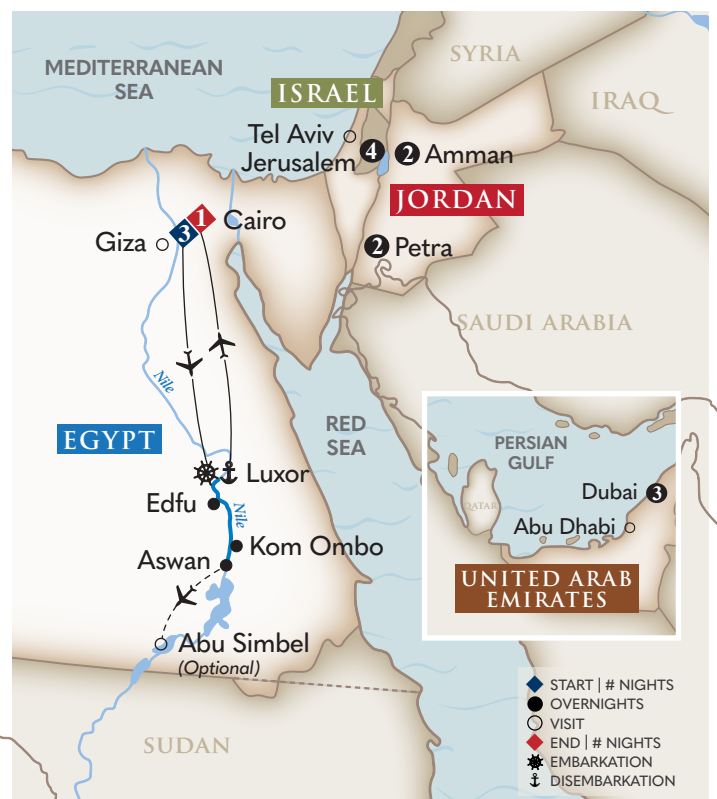 MEDITERRANEAN
SEA
SYRIA
IRAQ
ISRAEL
Tel Aviv
Jerusalem
4
2
Amman
JORDAN
2
Petra
1
3
Cairo
Giza
SAUDI ARABIA
Nile
EGYPT
RED
SEA
Luxor
Edfu
Nile
Kom Ombo
Aswan
Abu Simbel
(Optional)
SUDAN
PERSIAN
GULF
QATAR
Dubai
3
Abu Dhabi
UNITED ARAB
EMIRATES
START | # NIGHTS
OVERNIGHTS
VISIT
END | # NIGHTS
EMBARKATION
DISEMBARKATION